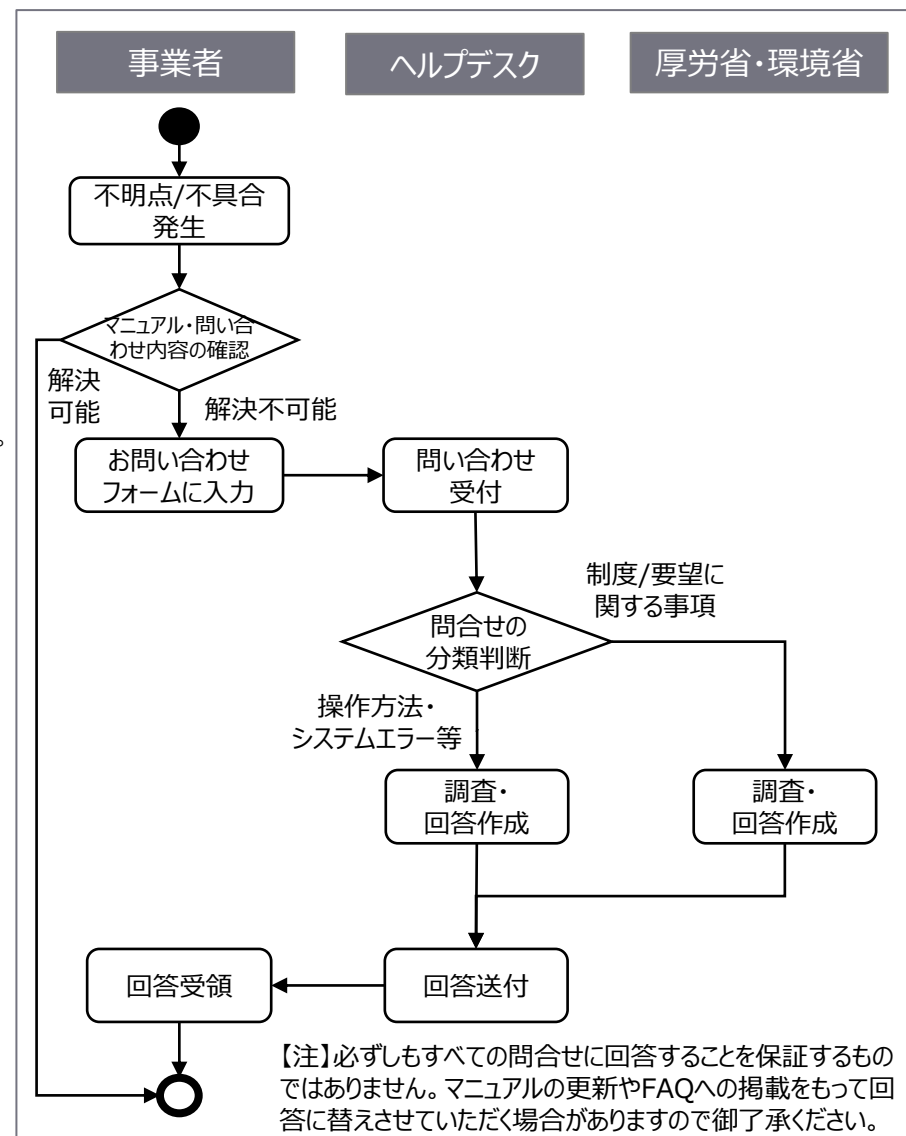 事業者
ヘルプデスク
厚労省・環境省
不明点/不具合
発生
マニュアル・問い合
わせ内容の確認
解決
可能
解決不可能
。
お問い合わせ
フォームに入力
問い合わせ
受付
制度/要望に
関する事項
問合せの
分類判断
操作方法・
システムエラー等
調査・
回答作成
調査・
回答作成
回答受領
回答送付
【注】必ずしもすべての問合せに回答することを保証するもの
ではありません。マニュアルの更新やFAQへの掲載をもって回
答に替えさせていただく場合がありますので御了承ください。